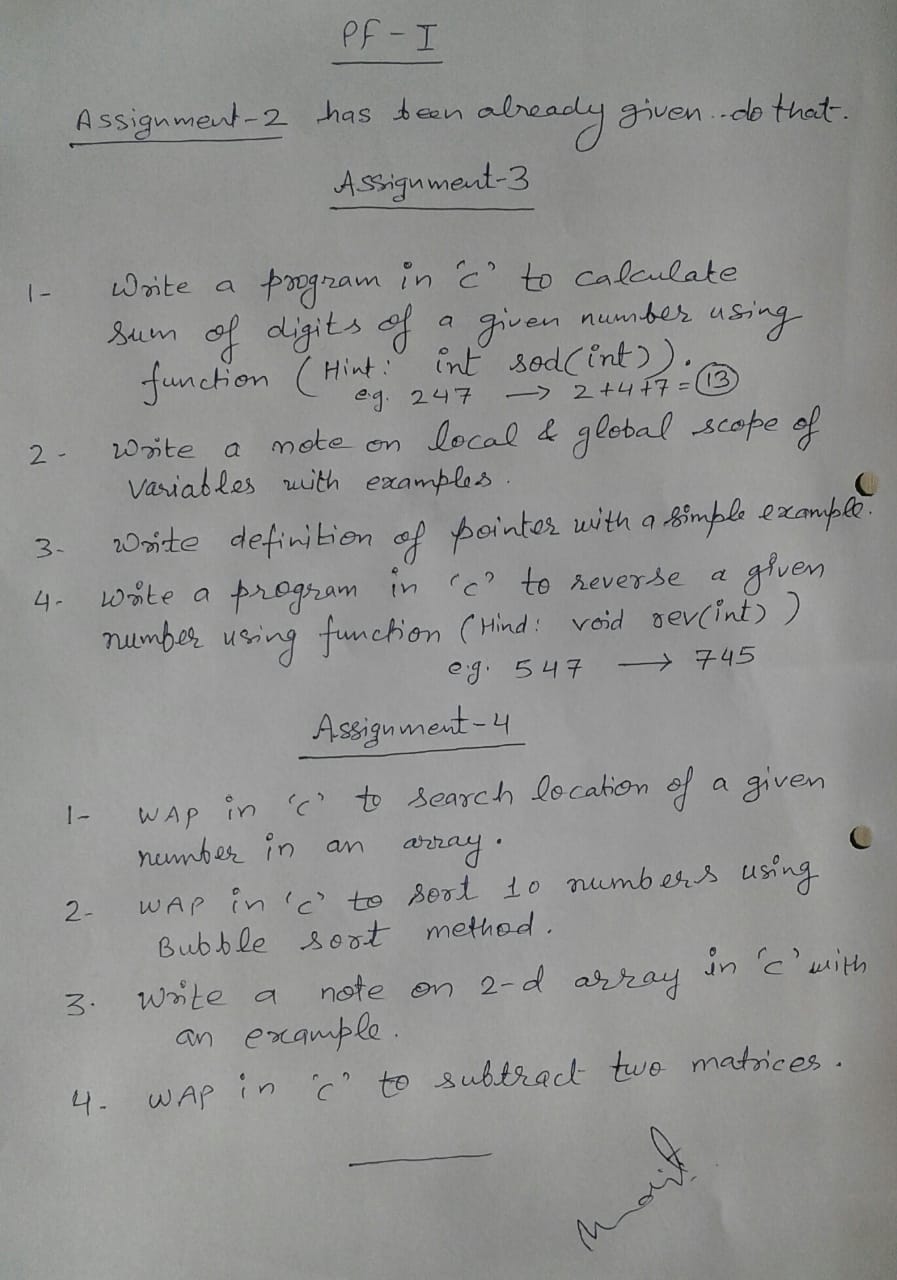 PF - I
Assignment-2 has been already given..do that.
Assignment-3
1- Write a program in 'c' to calculate
sum of digits of a given number using
function (Hint: int sod(int)).
e.g. 247 → 2+4+7=13
2- Write a note on local & global scope of
variables with examples.
3- Write definition of pointer with a simple example.
4- Write a program in 'c' to reverse a given
number using function (Hind: void rev(int))
e.g. 547 → 745
Assignment-4
1- WAP in 'c' to search location of a given
number in an array.
2- WAP in 'c' to sort 10 numbers using
Bubble sort method.
3. Write a note on 2-d array in 'c' with
an example.
4- WAP in 'c' to subtract two matrices.